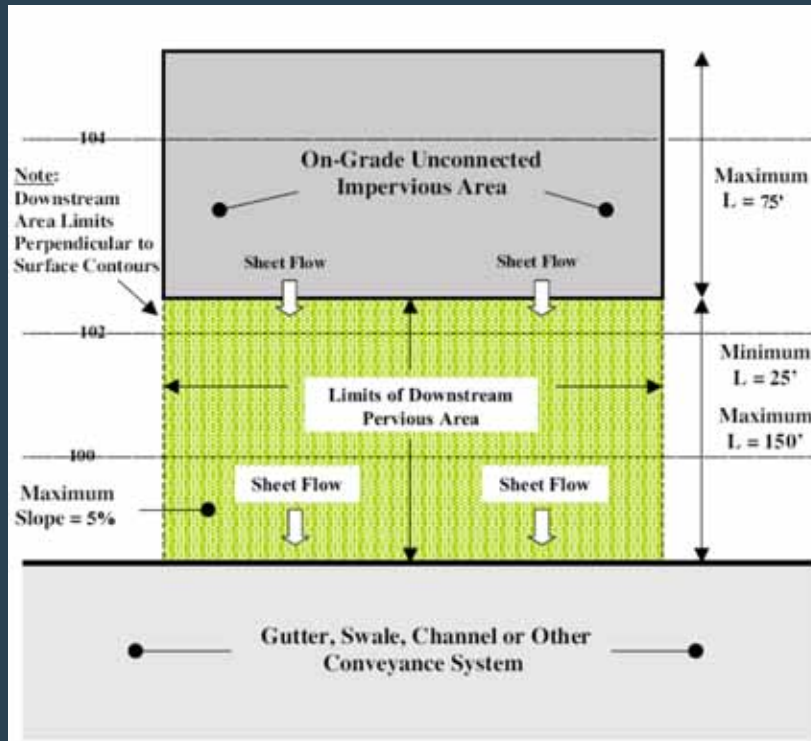 104
On-Grade Unconnected
Impervious Area
Maximum
L = 75'
Note:
Downstream
Area Limits
Perpendicular to
Surface Contours
Sheet Flow
Sheet Flow
102
Minimum
L = 25'
Maximum
L = 150'
Limits of Downstream
Pervious Area
100
Sheet Flow
Sheet Flow
Maximum
Slope = 5%
Gutter, Swale, Channel or Other
Conveyance System